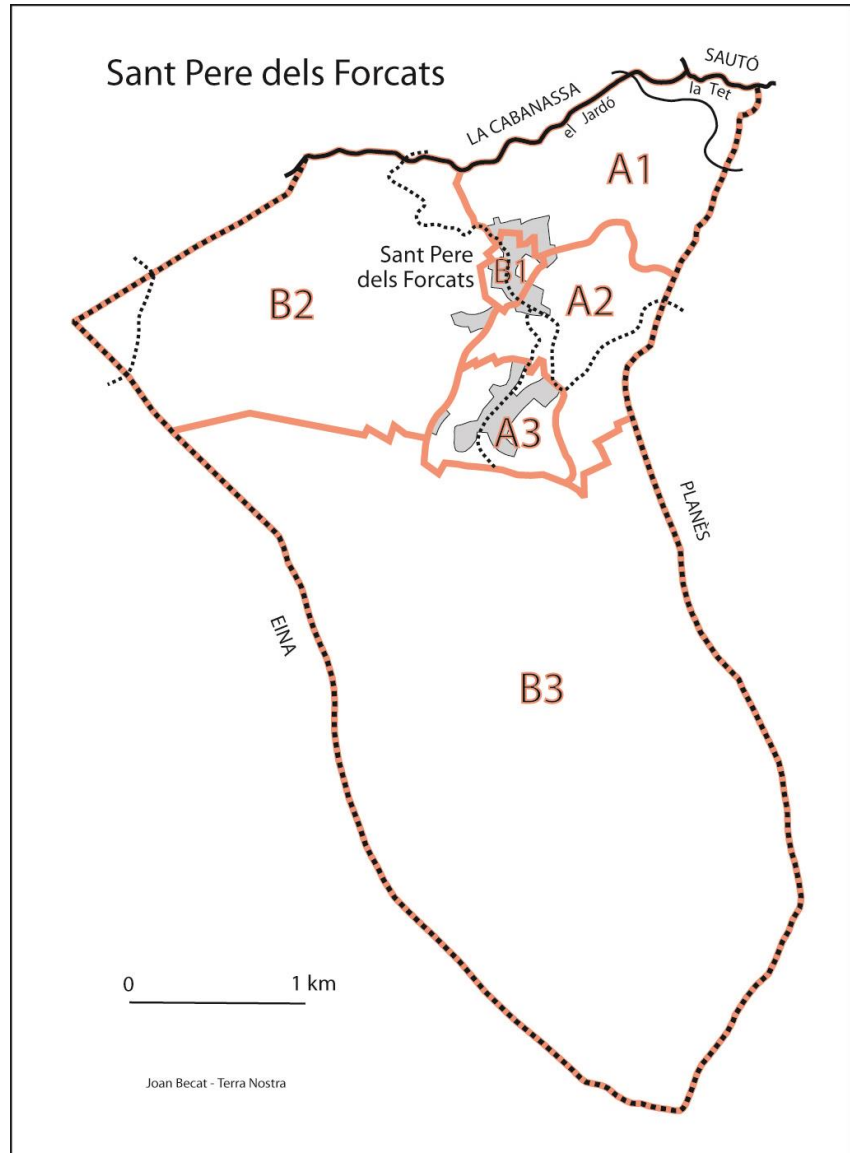 Sant Pere dels Forcats
SAUTÓ
la Tet
LA CABANASSA
el Jardó
A1
Sant Pere
dels Forcats
B1
B2
A2
A3
PLANÈS
EINA
B3
0 1 km
Joan Becat - Terra Nostra